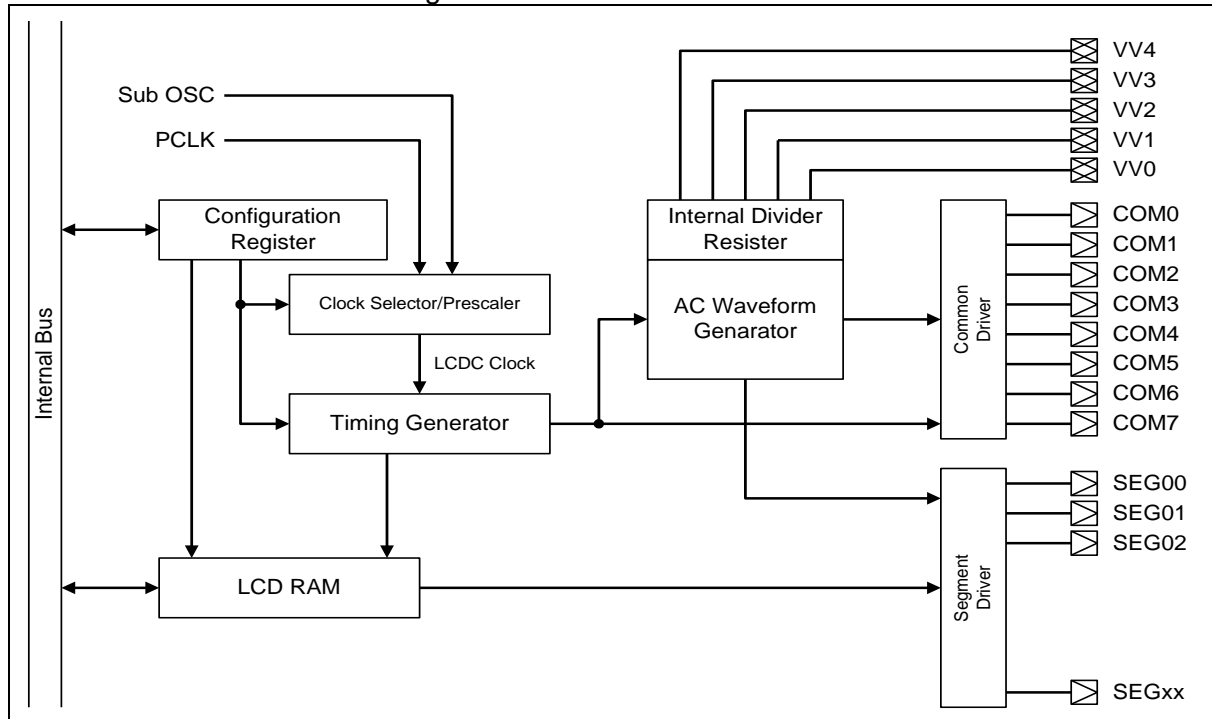 Sub OSC
PCLK
Internal Bus
Configuration
Register
Clock Selector/Prescaler
LCDC Clock
Timing Generator
LCD RAM
Internal Divider
Resister
AC Waveform
Genarator
Common
Driver
Segment
Driver
VV4
VV3
VV2
VV1
VV0
COM0
COM1
COM2
COM3
COM4
COM5
COM6
COM7
SEG00
SEG01
SEG02
SEGxx